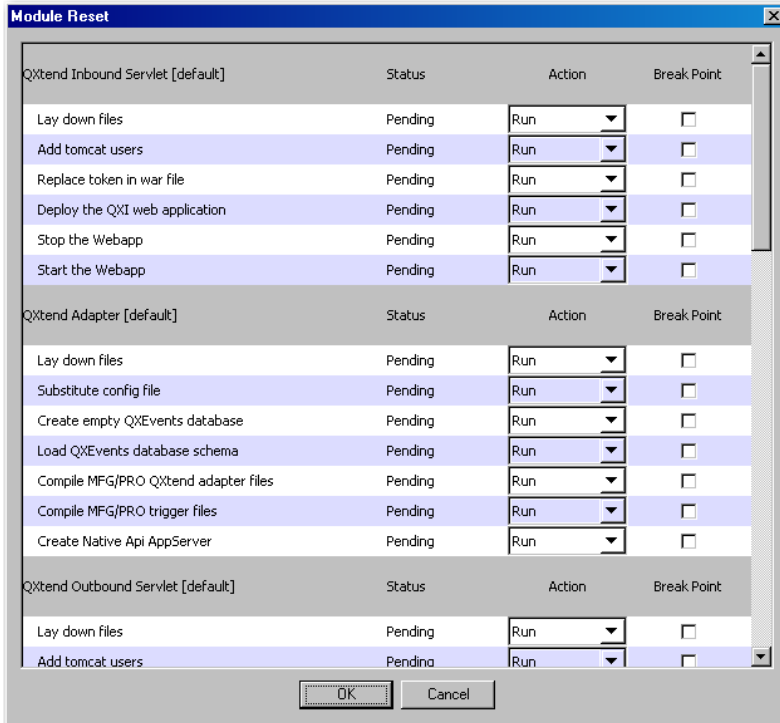 Module Reset
QXtend Inbound Servlet [default] Status Action Break Point
Lay down files Pending Run
Add tomcat users Pending Run
Replace token in war file Pending Run
Deploy the QXI web application Pending Run
Stop the Webapp Pending Run
Start the Webapp Pending Run
QXtend Adapter [default] Status Action Break Point
Lay down files Pending Run
Substitute config file Pending Run
Create empty QXEvents database Pending Run
Load QXEvents database schema Pending Run
Compile MFG/PRO QXtend adapter files Pending Run
Compile MFG/PRO trigger files Pending Run
Create Native Api AppServer Pending Run
QXtend Outbound Servlet [default] Status Action Break Point
Lay down files Pending Run
Add tomcat users Pending Run
OK Cancel